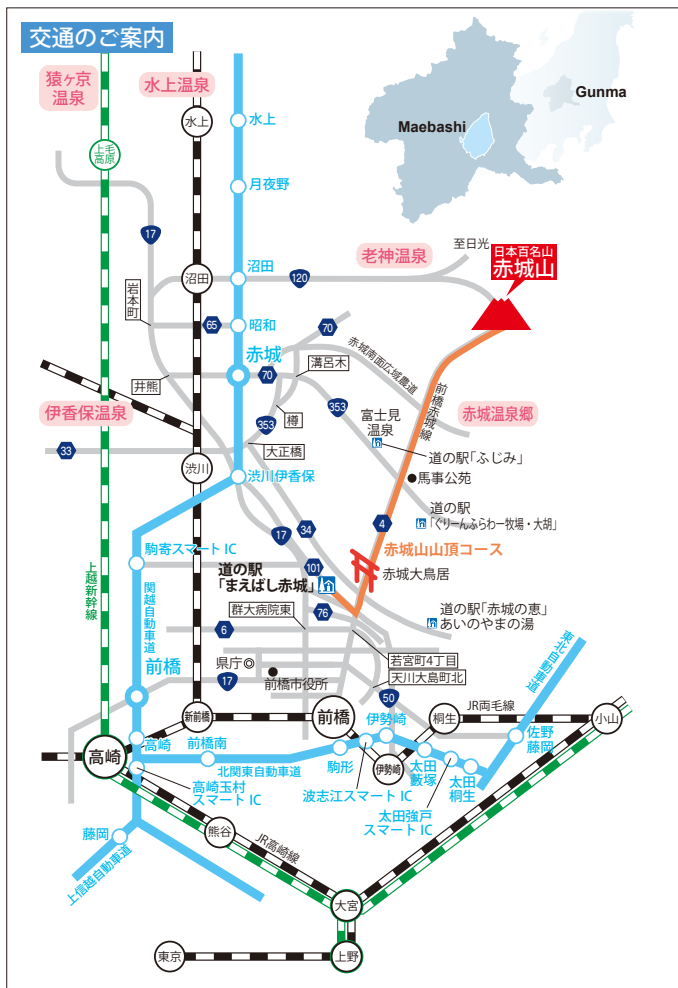 交通のご案内
猿ヶ京
温泉
水上温泉
Gunma
Maebashi
水上
水上
上毛
高原
月夜野
17
老神温泉
至日光
日本百名山
赤城山
沼田
沼田
120
岩本町
65
昭和
70
赤城
溝呂木
赤城南面広域農道
井熊
70
353
前橋赤城線
伊香保温泉
353
樽
富士見
温泉
赤城温泉郷
33
大正橋
道の駅「ふじみ」
渋川
渋川伊香保
馬事公苑
道の駅
「ぐりーんふらわー牧場・大胡」
17
34
4
赤城山山頂コース
駒寄スマート IC
101
道の駅
「まえばし赤城」
赤城大鳥居
上越新幹線
関越自動車道
群大病院東
76
道の駅「赤城の恵」
あいのやまの湯
6
若宮町4丁目
東北自動車道
前橋
県庁
天川大島町北
17
前橋市役所
50
JR両毛線
新前橋
前橋
伊勢崎
桐生
小山
高崎
高崎
前橋南
佐野
藤岡
北関東自動車道
駒形
伊勢崎
太田
藪塚
高崎玉村
スマート IC
波志江スマート IC
太田
桐生
太田強戸
スマート IC
藤岡
熊谷
JR高崎線
上信越自動車道
大宮
東京
上野